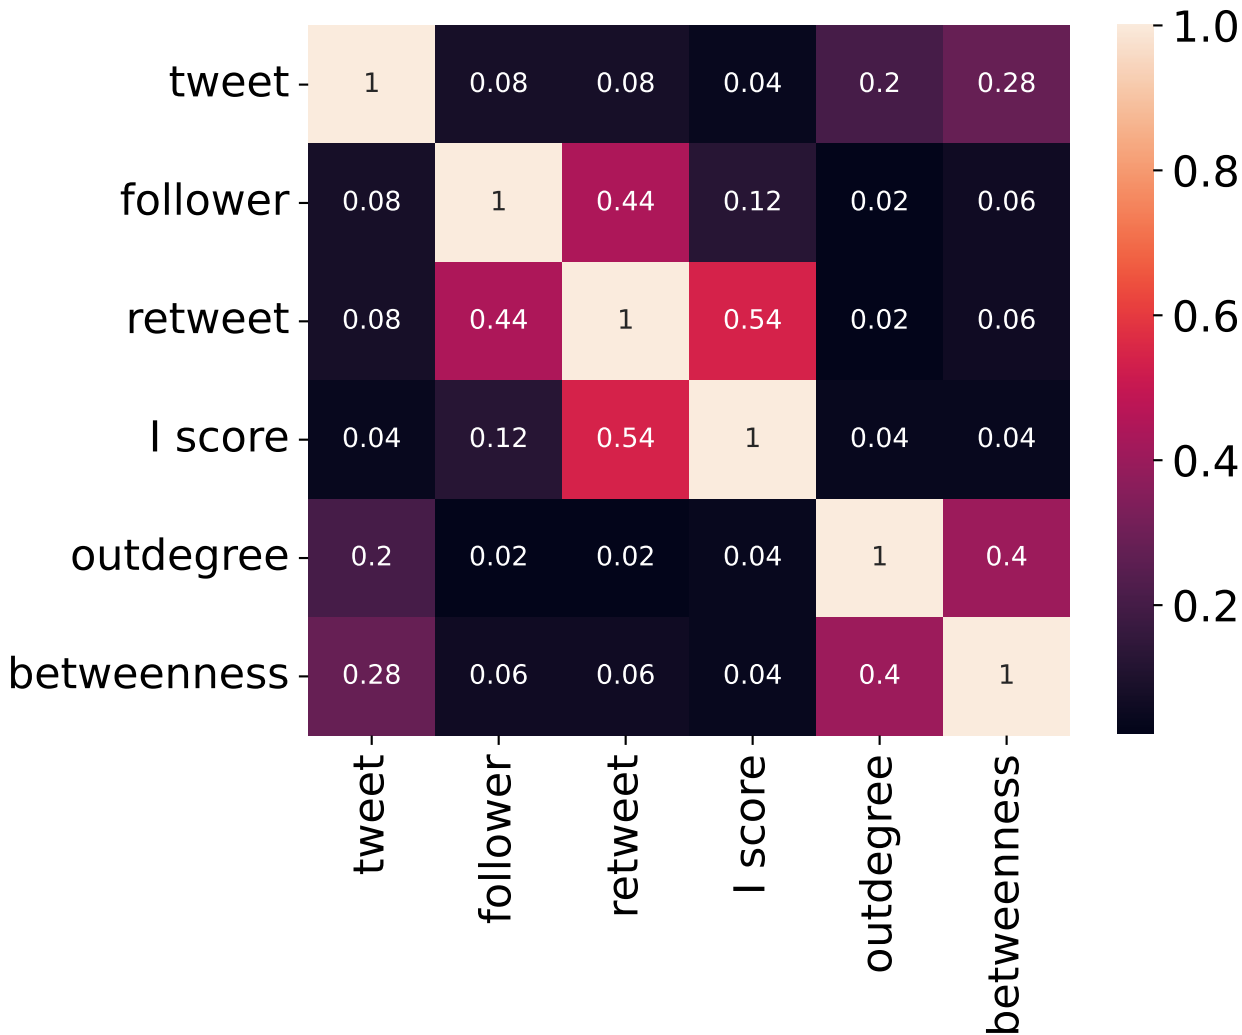 tweet 1 0.08 0.08 0.04 0.2 0.28
follower 0.08 1 0.44 0.12 0.02 0.06
retweet 0.08 0.44 1 0.54 0.02 0.06
I score 0.04 0.12 0.54 1 0.04 0.04
outdegree 0.2 0.02 0.02 0.04 1 0.4
betweenness 0.28 0.06 0.06 0.04 0.4 1
tweet
follower
retweet
I score
outdegree
betweenness
1.0
0.8
0.6
0.4
0.2